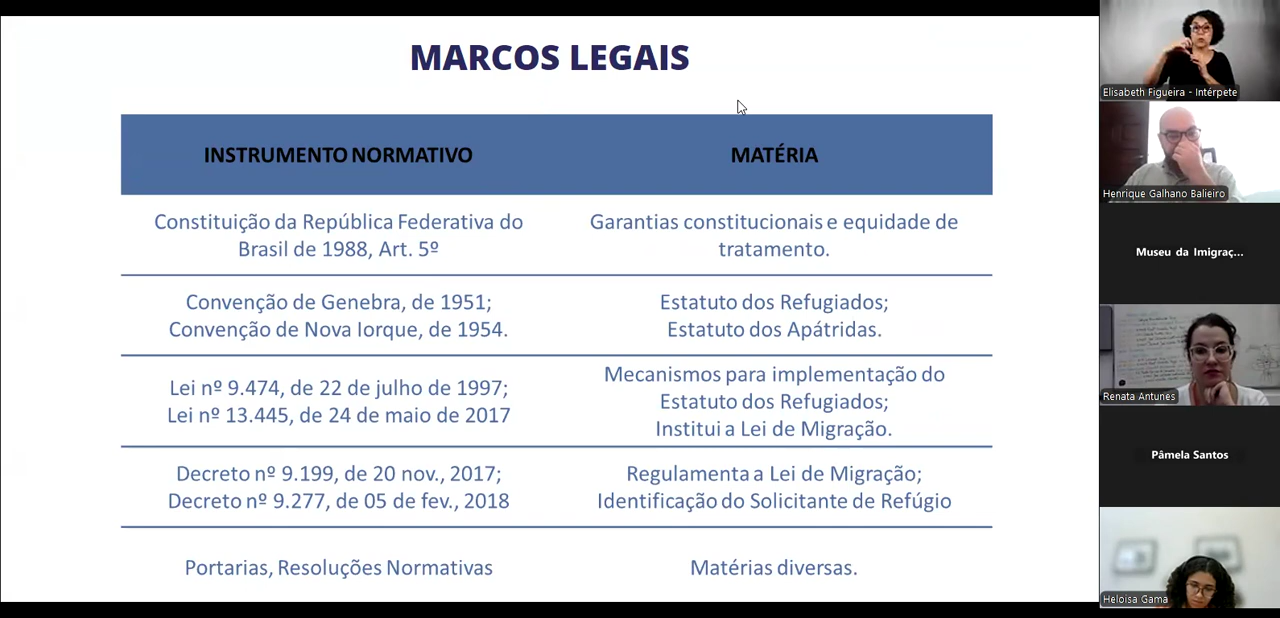 MARCOS LEGAIS
INSTRUMENTO NORMATIVO
MATÉRIA
Constituição da República Federativa do
Brasil de 1988, Art. 5º
Garantias constitucionais e equidade de
tratamento.
Convenção de Genebra, de 1951;
Convenção de Nova Iorque, de 1954.
Estatuto dos Refugiados;
Estatuto dos Apátridas.
Lei nº 9.474, de 22 de julho de 1997;
Lei nº 13.445, de 24 de maio de 2017
Mecanismos para implementação do
Estatuto dos Refugiados;
Institui a Lei de Migração.
Decreto nº 9.199, de 20 nov., 2017;
Decreto nº 9.277, de 05 de fev., 2018
Regulamenta a Lei de Migração;
Identificação do Solicitante de Refúgio
Portarias, Resoluções Normativas
Matérias diversas.
Elisabeth Figueira - Intérpete
Henrique Galhano Balieiro
Museu da Imigraç...
Renata Antunes
Pâmela Santos
Heloisa Gama